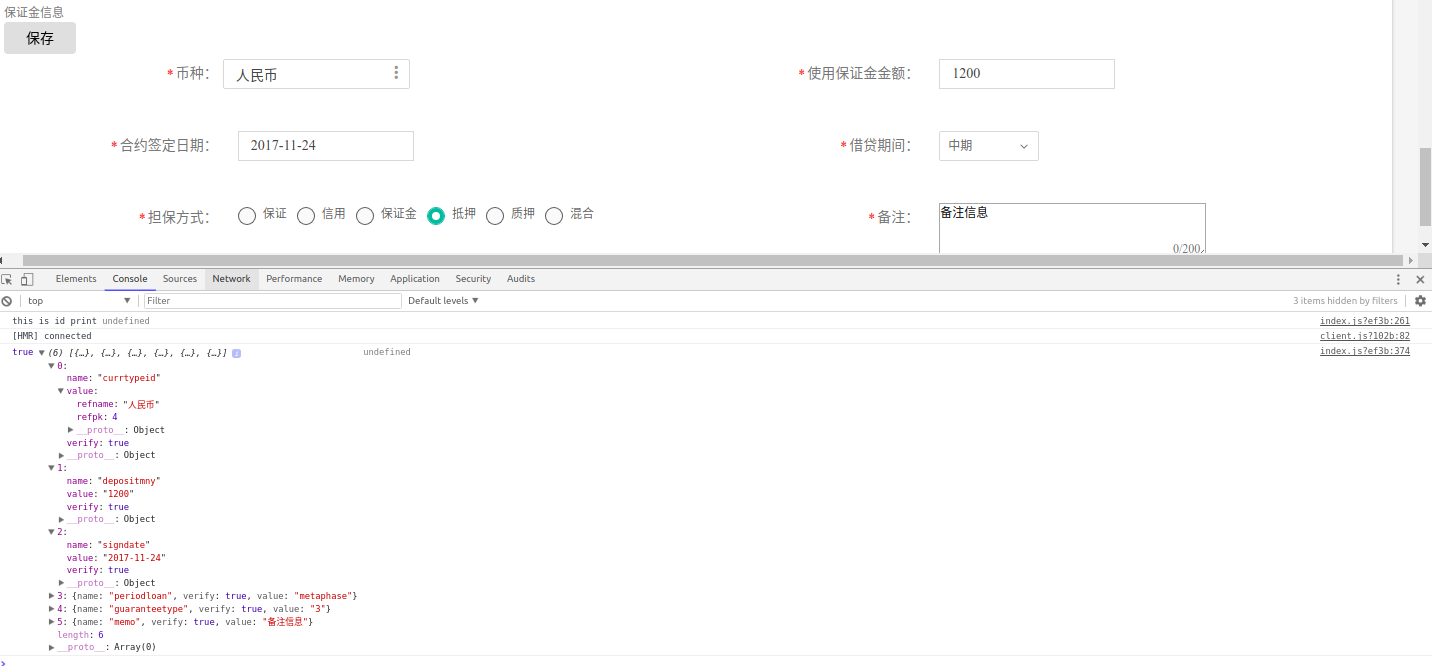 保证金信息
保存
*币种: 人民币 *使用保证金金额: 1200
*合约签定日期: 2017-11-24 *借贷期间: 中期
*担保方式: 保证 信用 保证金 抵押 质押 混合 *备注: 备注信息
0/200
Elements Console Sources Network Performance Memory Application Security Audits
top Filter Default levels 3 items hidden by filters
this is id print undefined index.js?ef3b:261
[HMR] connected client.js?102b:82
true (6) [{…}, {…}, {…}, {…}, {…}, {…}] i undefined index.js?ef3b:374
0:
name: "currtypeid"
value:
refname: "人民币"
refpk: 4
__proto__: Object
verify: true
__proto__: Object
1:
name: "depositmny"
value: "1200"
verify: true
__proto__: Object
2:
name: "signdate"
value: "2017-11-24"
verify: true
__proto__: Object
3: {name: "periodloan", verify: true, value: "metaphase"}
4: {name: "guaranteetype", verify: true, value: "3"}
5: {name: "memo", verify: true, value: "备注信息"}
length: 6
__proto__: Array(0)